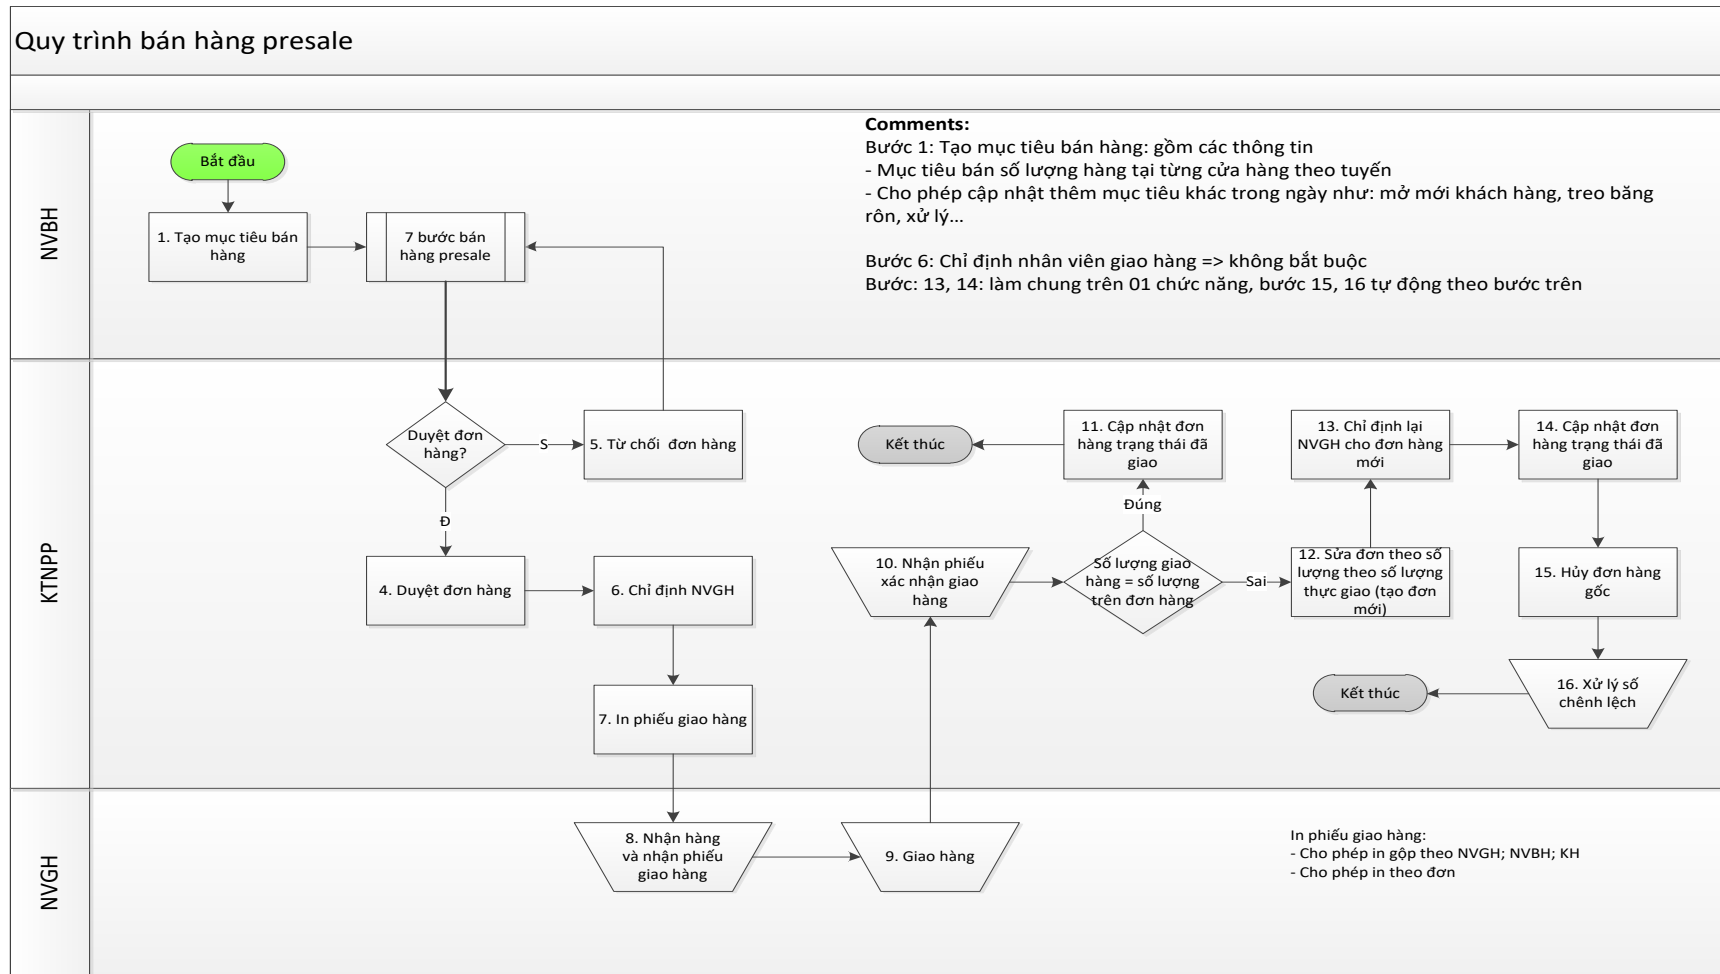 Quy trình bán hàng presale
NVBH
Bắt đầu
1. Tạo mục tiêu bán
hàng
7 bước bán
hàng presale
Comments:
Bước 1: Tạo mục tiêu bán hàng: gồm các thông tin
- Mục tiêu bán số lượng hàng tại từng cửa hàng theo tuyến
- Cho phép cập nhật thêm mục tiêu khác trong ngày như: mở mới khách hàng, treo băng
rôn, xử lý...
Bước 6: Chỉ định nhân viên giao hàng => không bắt buộc
Bước: 13, 14: làm chung trên 01 chức năng, bước 15, 16 tự động theo bước trên
KTNPP
Duyệt đơn
hàng?
S
5. Từ chối đơn hàng
Đ
4. Duyệt đơn hàng
6. Chỉ định NVGH
7. In phiếu giao hàng
Kết thúc
11. Cập nhật đơn
hàng trạng thái đã
giao
13. Chỉ định lại
NVGH cho đơn hàng
mới
14. Cập nhật đơn
hàng trạng thái đã
giao
Đúng
10. Nhận phiếu
xác nhận giao
hàng
Số lượng giao
hàng = số lượng
trên đơn hàng
Sai
12. Sửa đơn theo số
lượng theo số lượng
thực giao (tạo đơn
mới)
15. Hủy đơn hàng
gốc
Kết thúc
16. Xử lý số
chênh lệch
NVGH
8. Nhận hàng
và nhận phiếu
giao hàng
9. Giao hàng
In phiếu giao hàng:
- Cho phép in gộp theo NVGH; NVBH; KH
- Cho phép in theo đơn